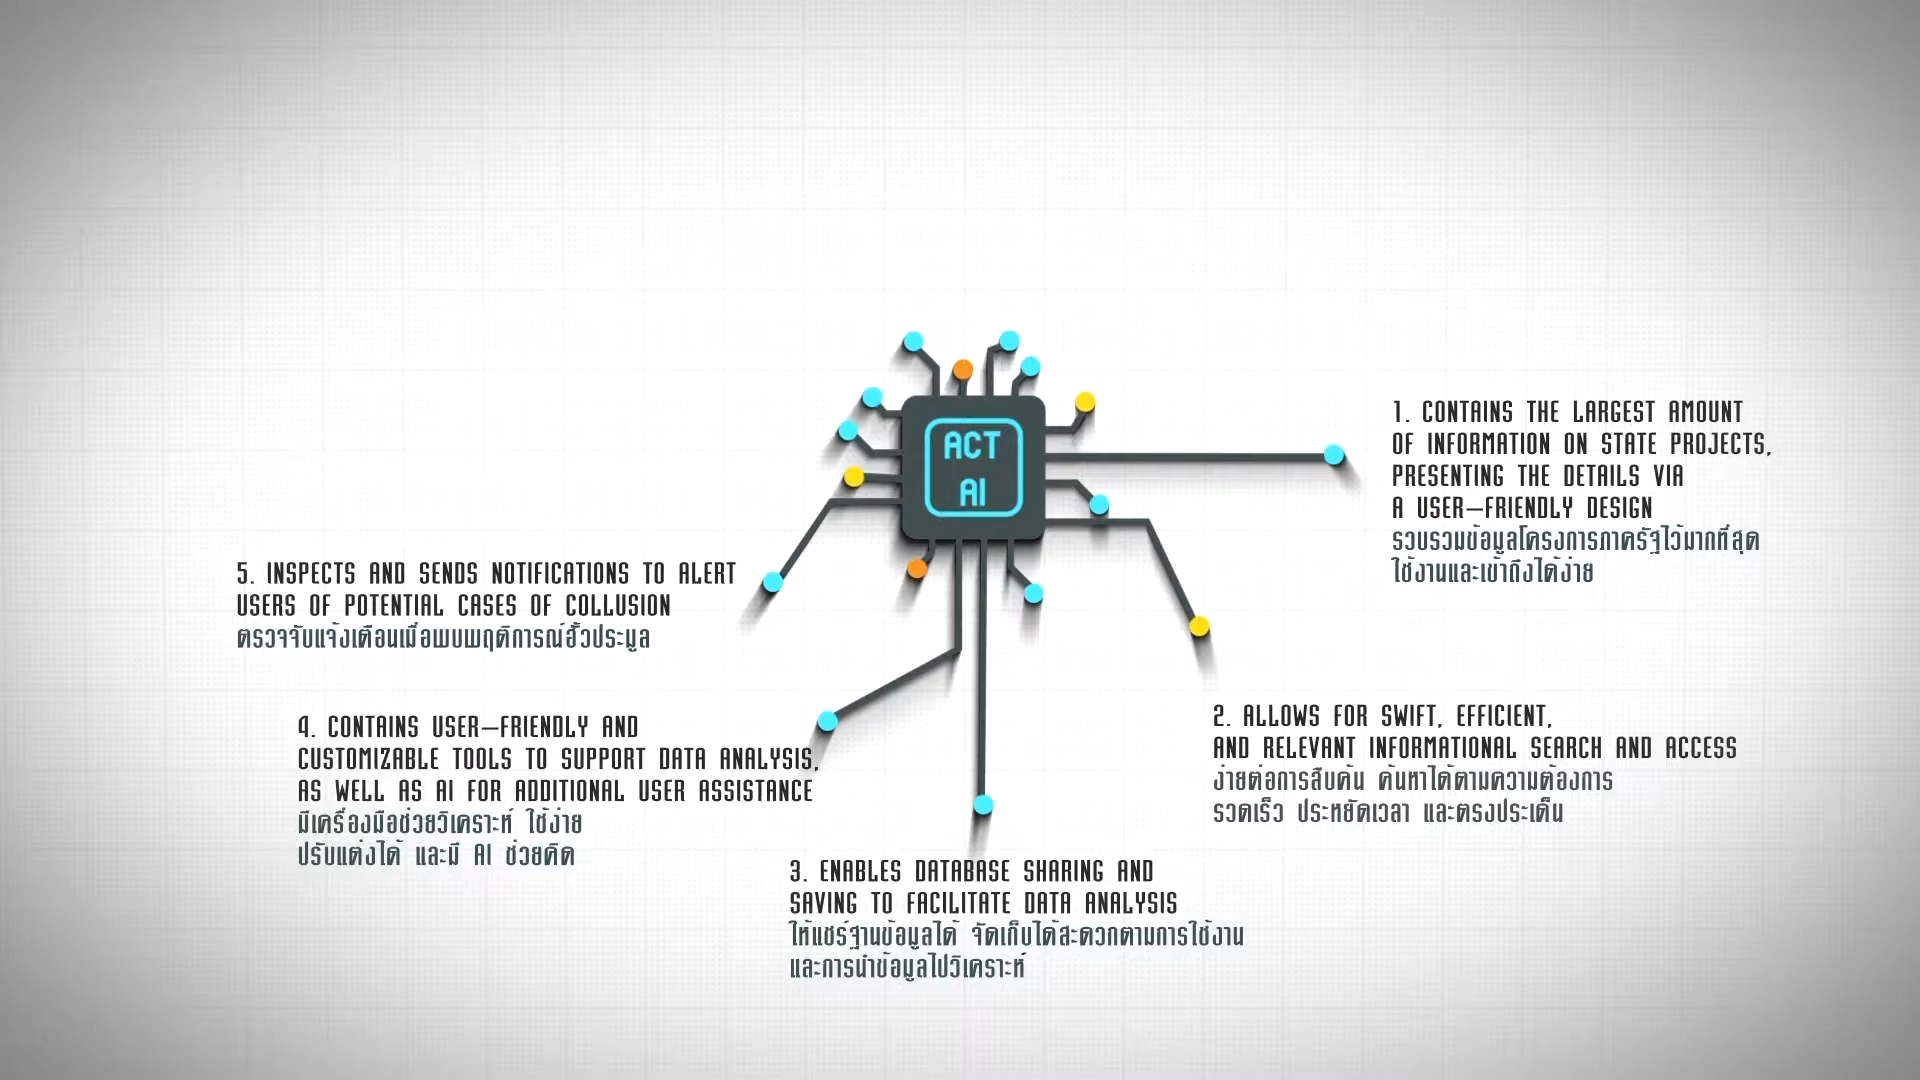 ACT
AI
1. CONTAINS THE LARGEST AMOUNT
OF INFORMATION ON STATE PROJECTS,
PRESENTING THE DETAILS VIA
A USER–FRIENDLY DESIGN
รวบรวมข้อมูลโครงการภาครัฐไว้มากที่สุด
ใช้งานและเข้าถึงได้ง่าย
2. ALLOWS FOR SWIFT, EFFICIENT,
AND RELEVANT INFORMATIONAL SEARCH AND ACCESS
ง่ายต่อการสืบค้น ค้นหาได้ตามความต้องการ
รวดเร็ว ประหยัดเวลา และตรงประเด็น
3. ENABLES DATABASE SHARING AND
SAVING TO FACILITATE DATA ANALYSIS
ให้แชร์ฐานข้อมูลได้ จัดเก็บได้สะดวกตามการใช้งาน
และการนำข้อมูลไปวิเคราะห์
4. CONTAINS USER–FRIENDLY AND
CUSTOMIZABLE TOOLS TO SUPPORT DATA ANALYSIS,
AS WELL AS AI FOR ADDITIONAL USER ASSISTANCE
มีเครื่องมือช่วยวิเคราะห์ ใช้ง่าย
ปรับแต่งได้ และมี AI ช่วยคิด
5. INSPECTS AND SENDS NOTIFICATIONS TO ALERT
USERS OF POTENTIAL CASES OF COLLUSION
ตรวจจับแจ้งเตือนเมื่อพบพฤติการณ์ฮั้วประมูล